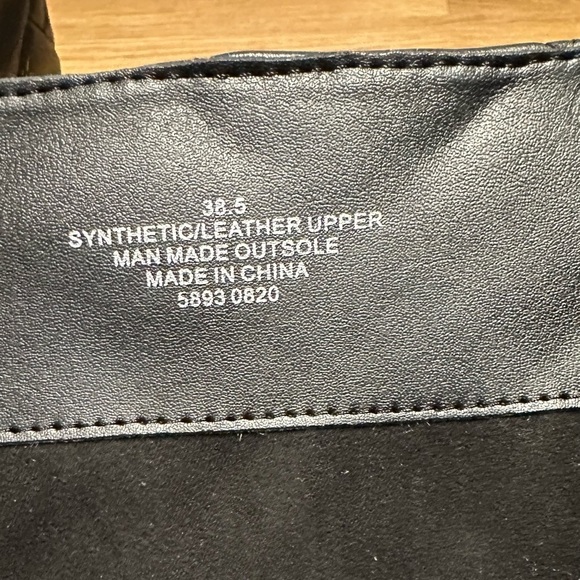 38.5
SYNTHETIC/LEATHER UPPER
MAN MADE OUTSOLE
MADE IN CHINA
5893 0820